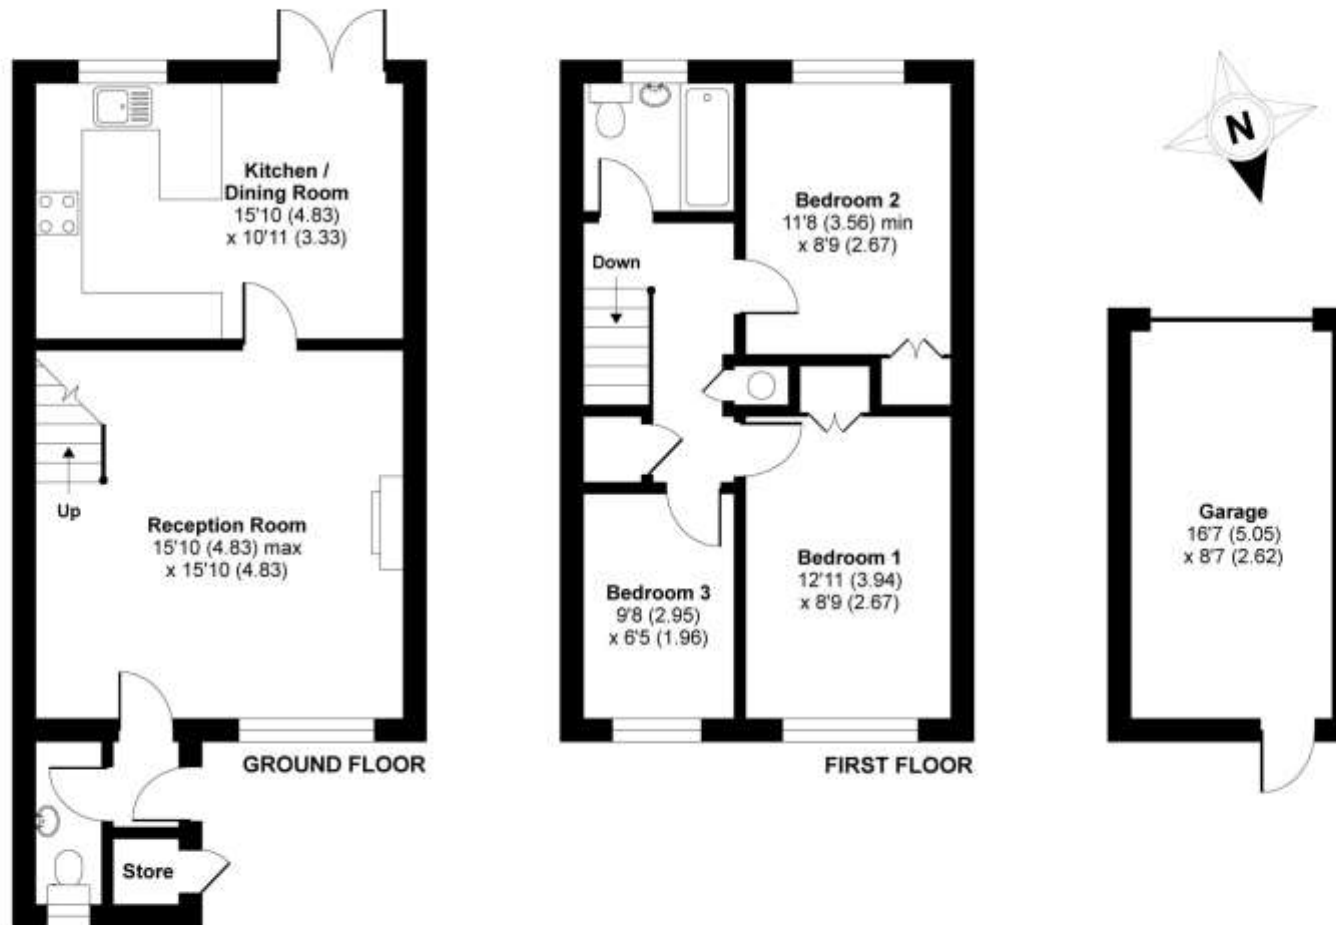 Kitchen /
Dining Room
15'10 (4.83)
x 10'11 (3.33)
Up
Reception Room
15'10 (4.83) max
x 15'10 (4.83)
GROUND FLOOR
Store
Down
Bedroom 2
11'8 (3.56) min
x 8'9 (2.67)
Bedroom 3
9'8 (2.95)
x 6'5 (1.96)
Bedroom 1
12'11 (3.94)
x 8'9 (2.67)
FIRST FLOOR
N
Garage
16'7 (5.05)
x 8'7 (2.62)